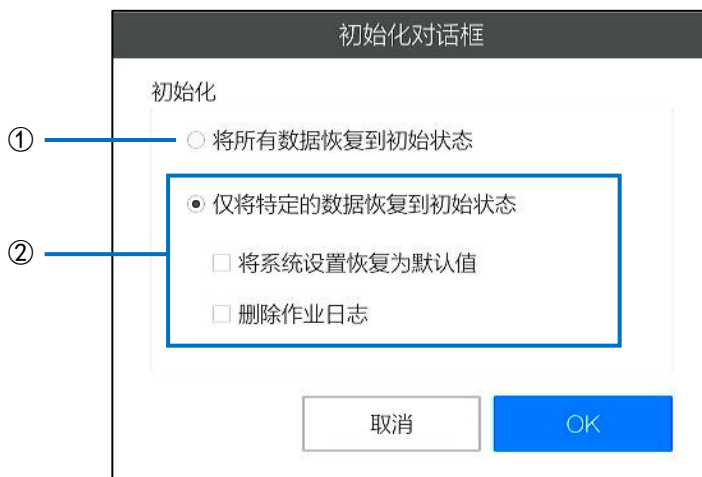 初始化对话框
初始化
① 将所有数据恢复到初始状态
② 仅将特定的数据恢复到初始状态
将系统设置恢复为默认值
删除作业日志
取消 OK